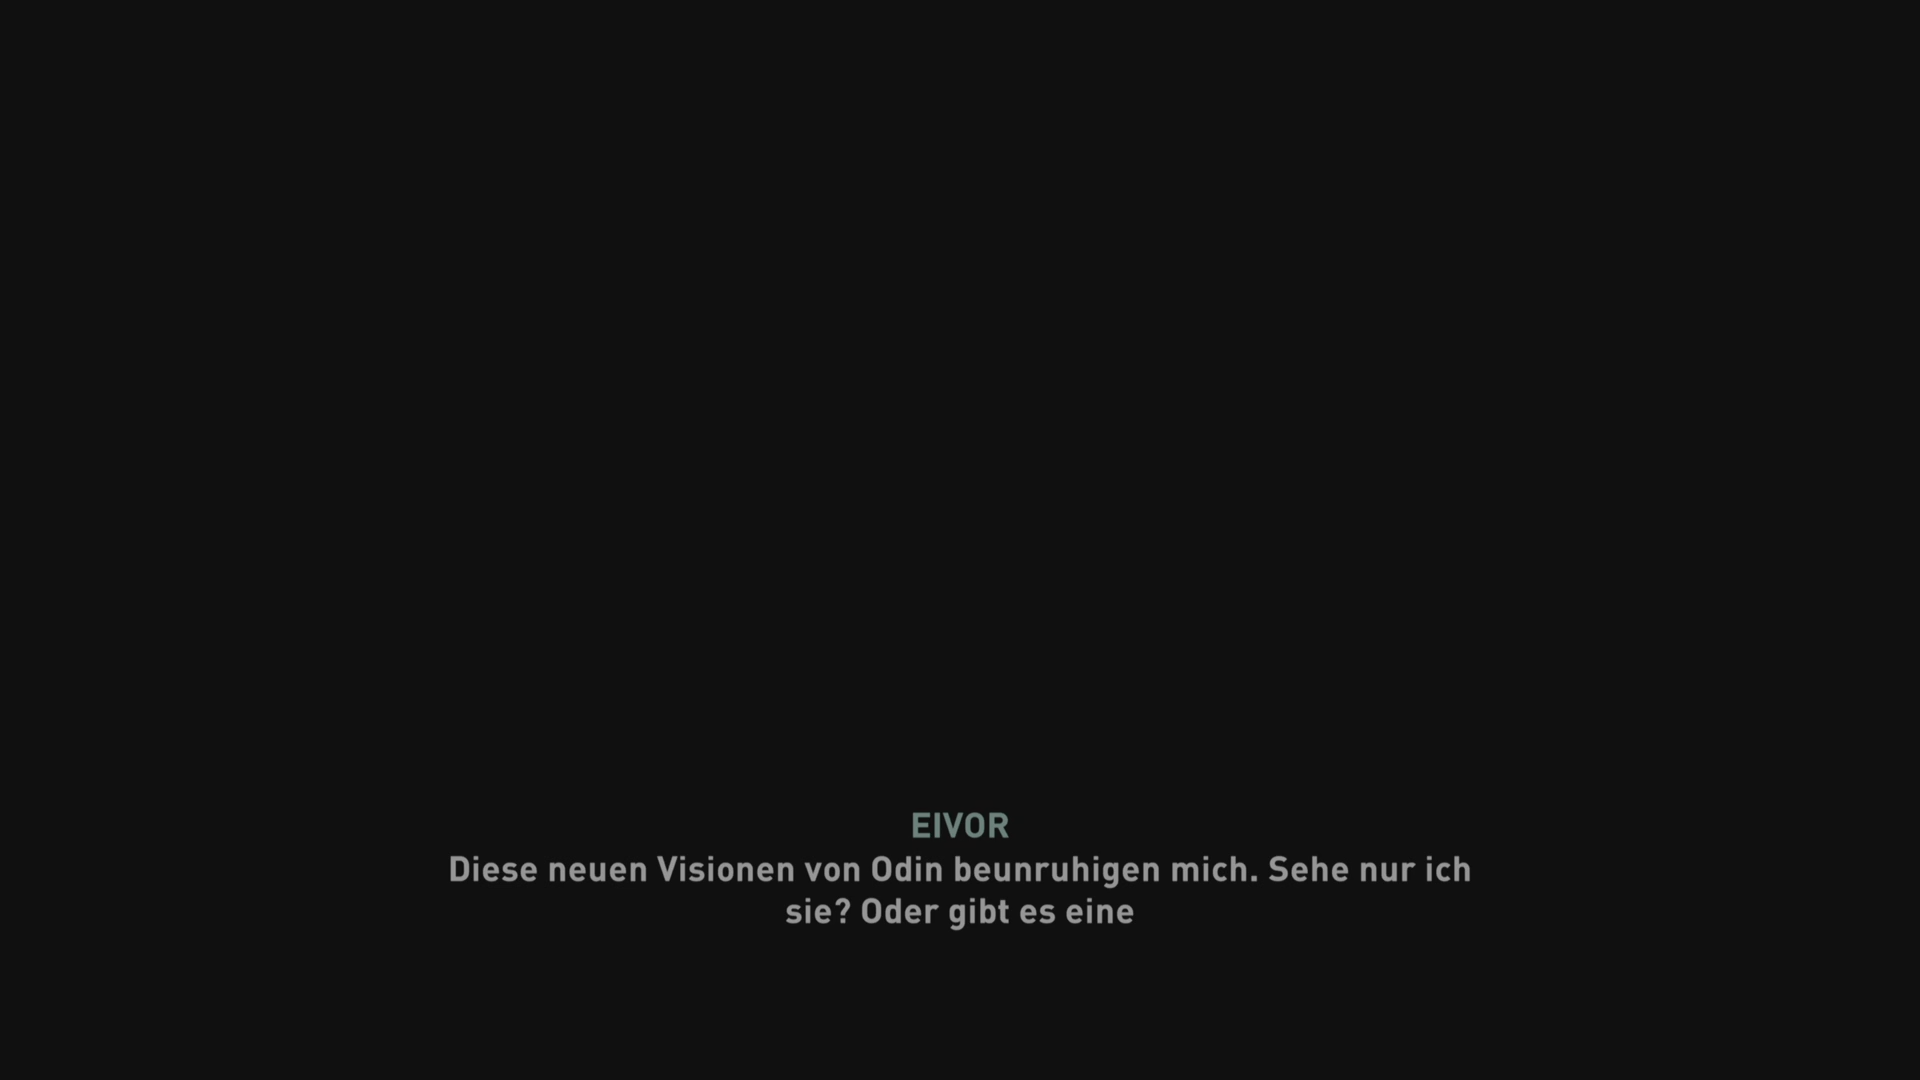 EIVOR
Diese neuen Visionen von Odin beunruhigen mich. Sehe nur ich
sie? Oder gibt es eine